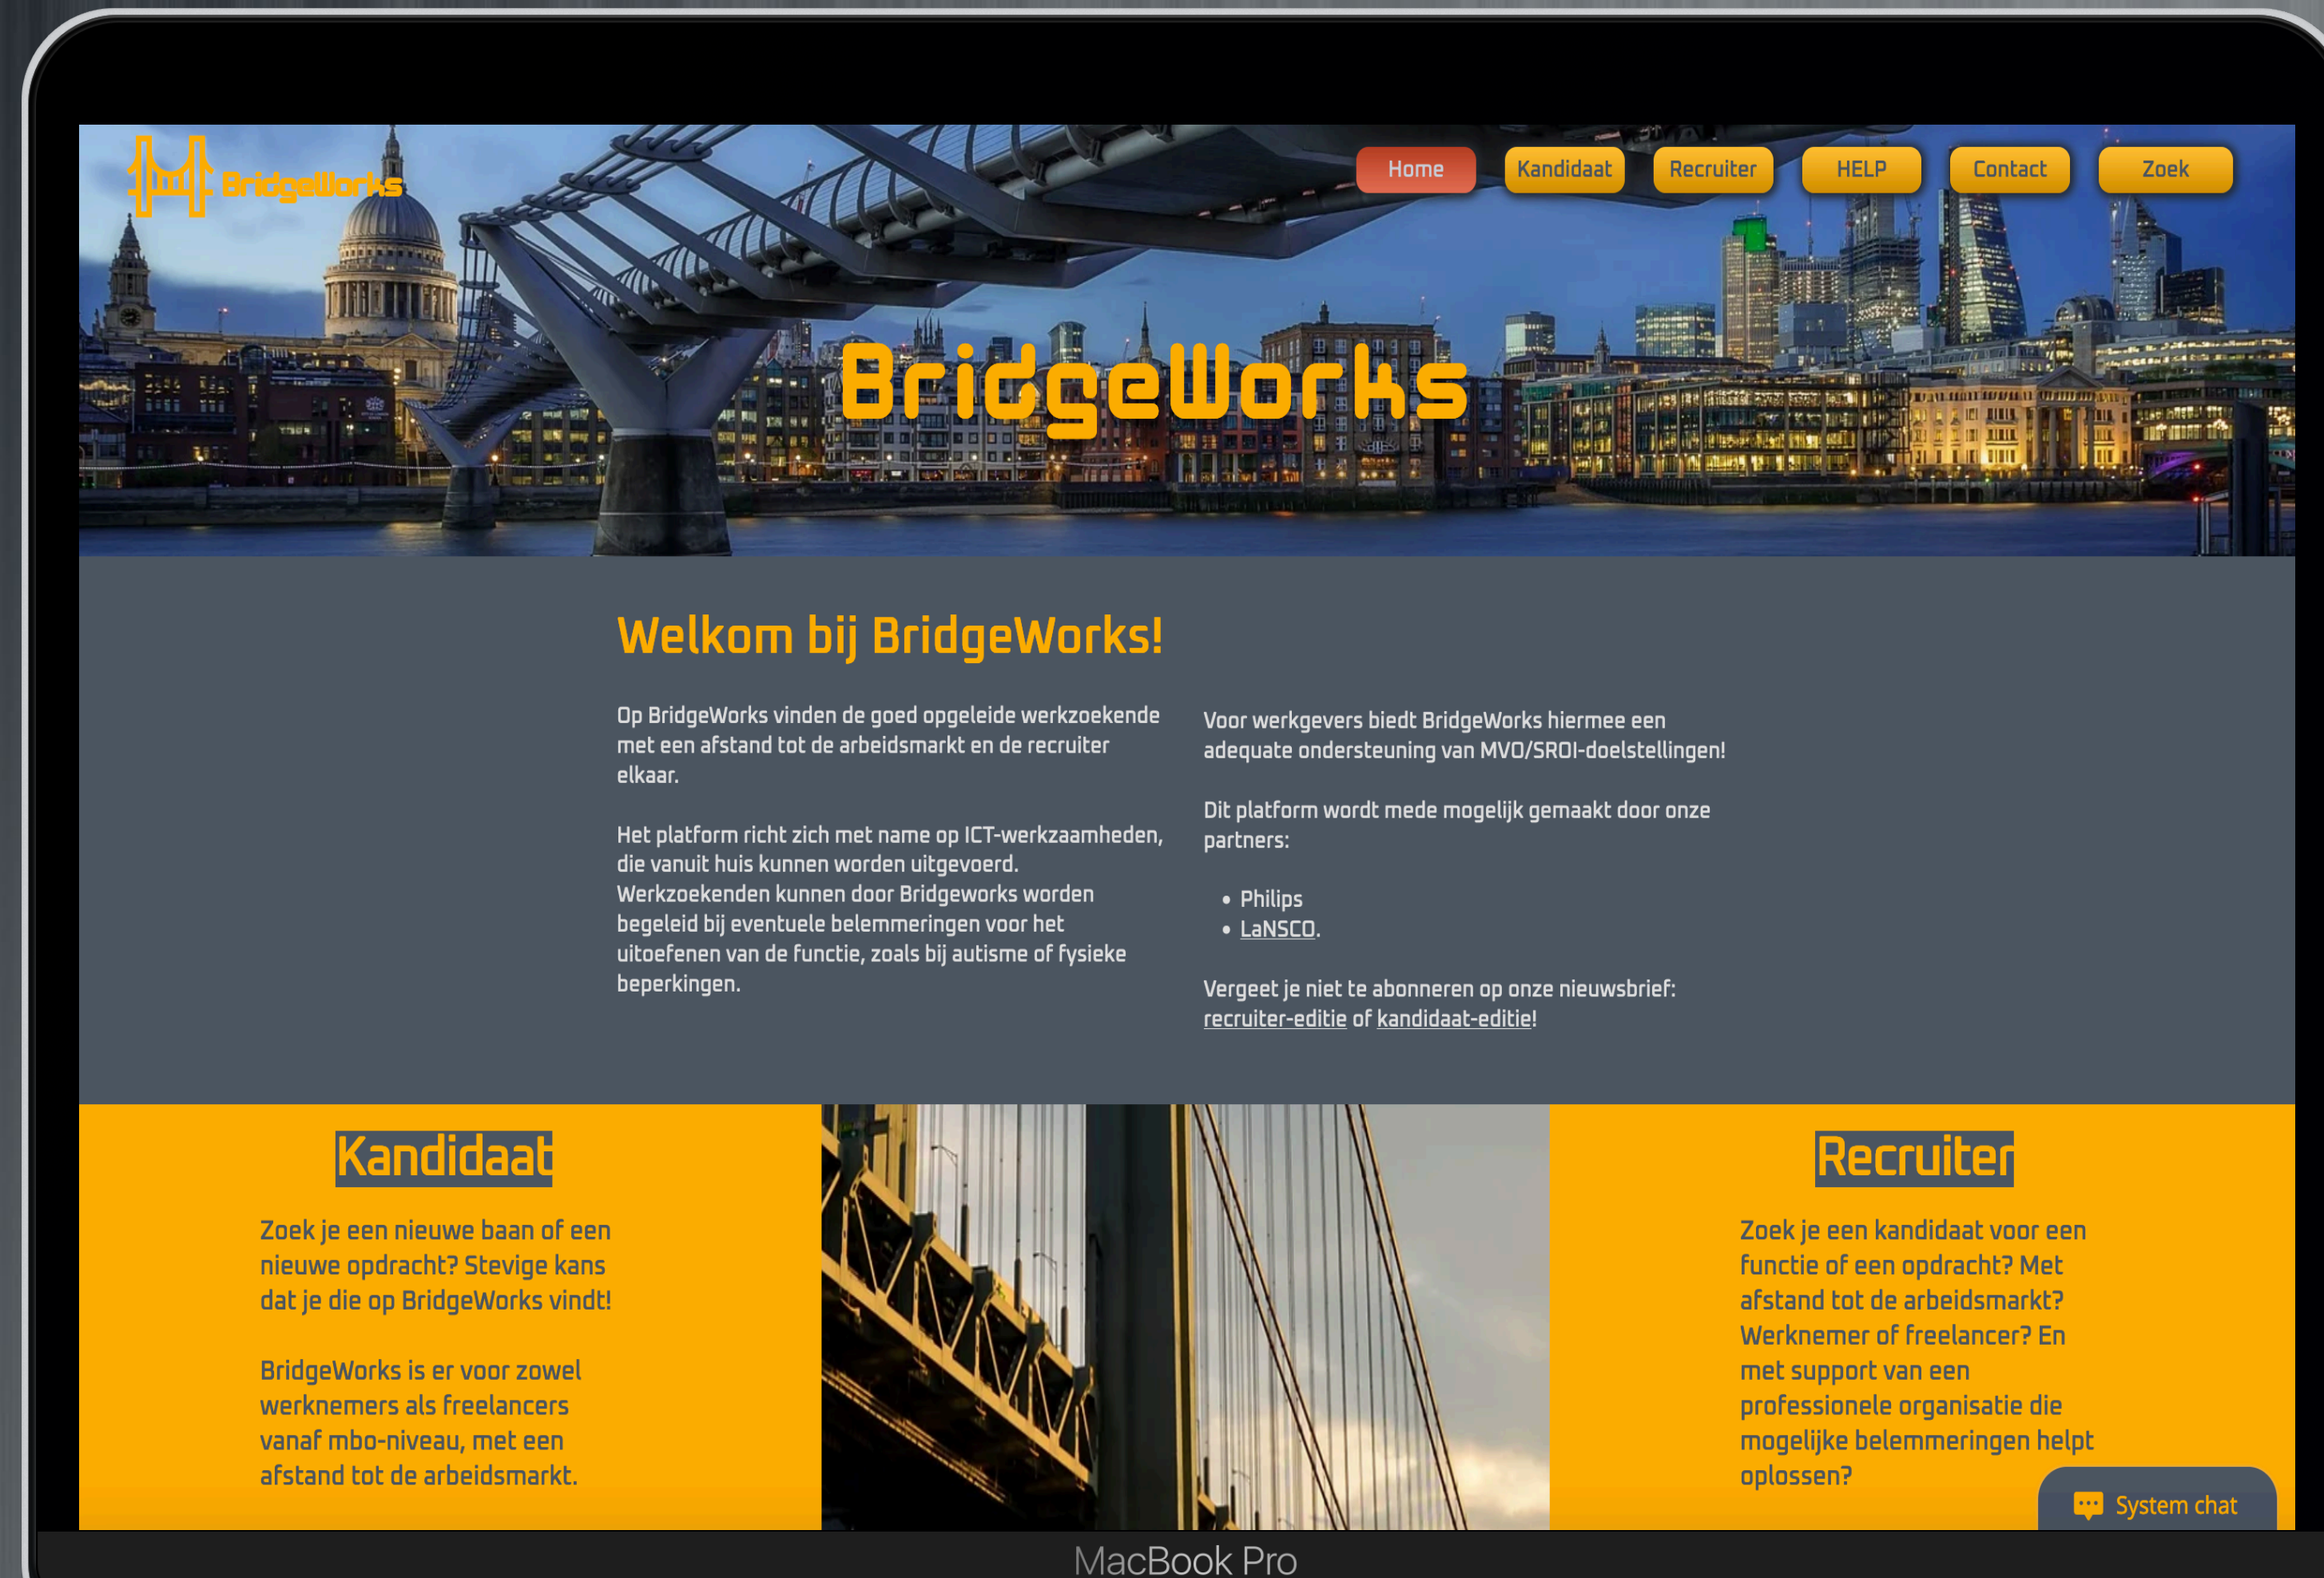 BridgeWorks
Home
Kandidaat
Recruiter
HELP
Contact
Zoek
BridgeWorks
Welkom bij BridgeWorks!
Op BridgeWorks vinden de goed opgeleide werkzoekende
met een afstand tot de arbeidsmarkt en de recruiter
elkaar.
Het platform richt zich met name op ICT-werkzaamheden,
die vanuit huis kunnen worden uitgevoerd.
Werkzoekenden kunnen door Bridgeworks worden
begeleid bij eventuele belemmeringen voor het
uitoefenen van de functie, zoals bij autisme of fysieke
beperkingen.
Voor werkgevers biedt BridgeWorks hiermee een
adequate ondersteuning van MVO/SROI-doelstellingen!
Dit platform wordt mede mogelijk gemaakt door onze
partners:
• Philips
• LaNSCO.
Vergeet je niet te abonneren op onze nieuwsbrief:
recruiter-editie of kandidaat-editie!
Kandidaat
Zoek je een nieuwe baan of een
nieuwe opdracht? Stevige kans
dat je die op BridgeWorks vindt!
BridgeWorks is er voor zowel
werknemers als freelancers
vanaf mbo-niveau, met een
afstand tot de arbeidsmarkt.
Recruiter
Zoek je een kandidaat voor een
functie of een opdracht? Met
afstand tot de arbeidsmarkt?
Werknemer of freelancer? En
met support van een
professionele organisatie die
mogelijke belemmeringen helpt
oplossen?
System chat
MacBook Pro